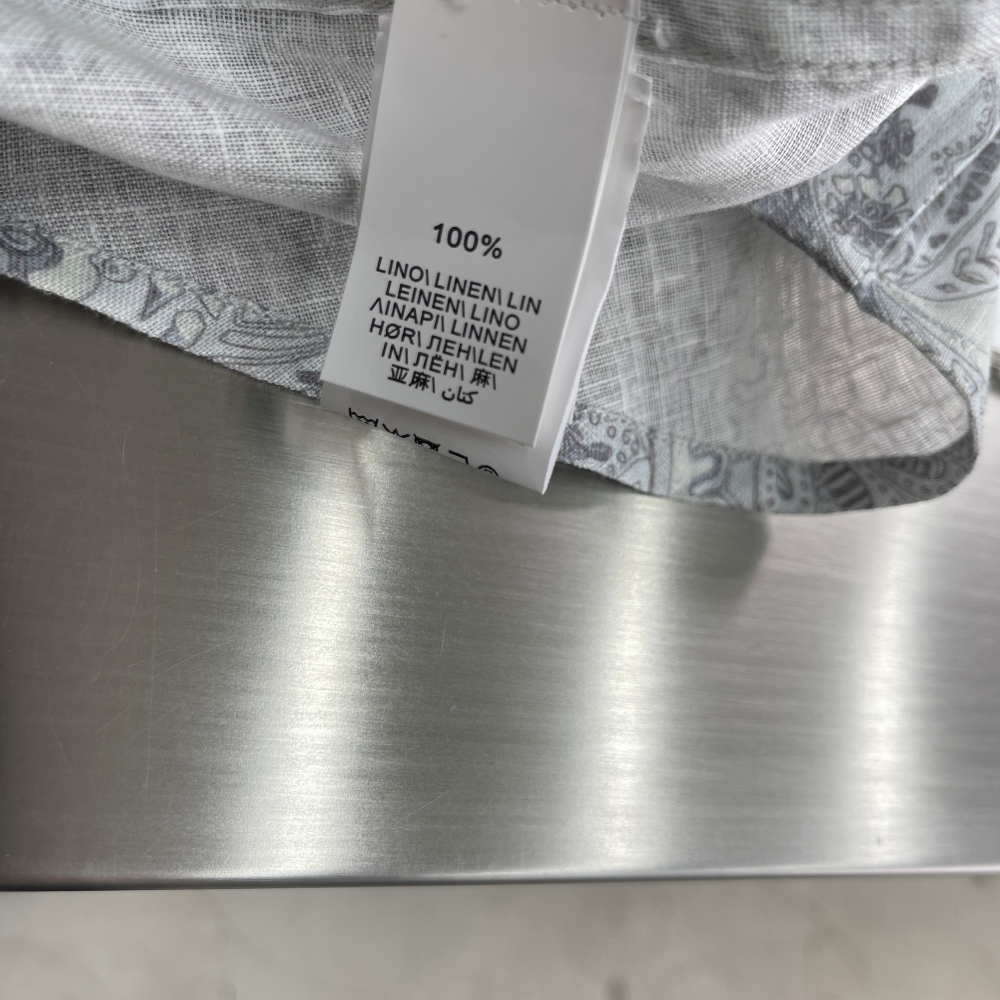 100%
LINO\ LINEN\ LIN
LEINEN\ LINO
ΛΙΝΑΡΙ\ LINNEN
HØR\ ЛЕН\LEN
IN\ ЛЁН\ 麻\
亚麻\ كتان